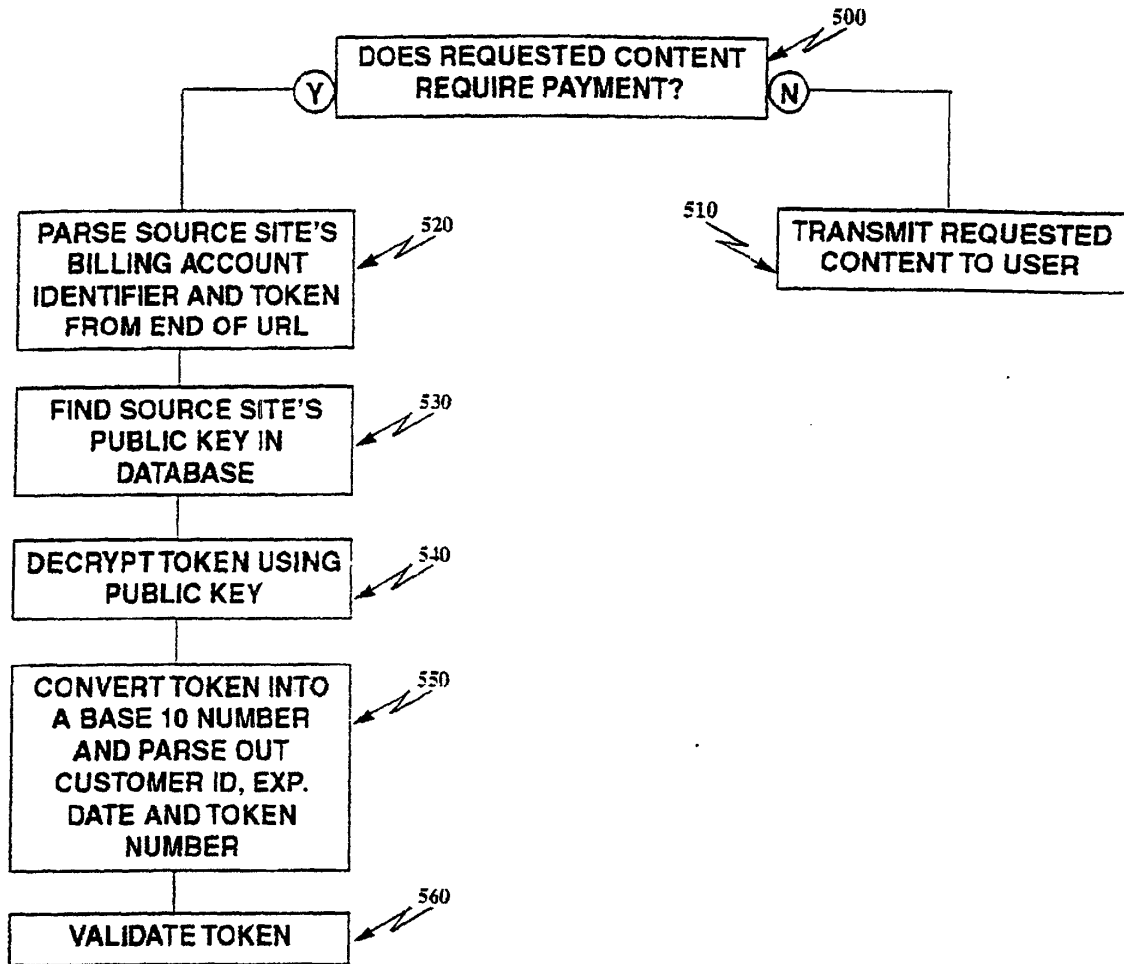 500
DOES REQUESTED CONTENT
REQUIRE PAYMENT?
Y
N
520
PARSE SOURCE SITE'S
BILLING ACCOUNT
IDENTIFIER AND TOKEN
FROM END OF URL
510
TRANSMIT REQUESTED
CONTENT TO USER
530
FIND SOURCE SITE'S
PUBLIC KEY IN
DATABASE
540
DECRYPT TOKEN USING
PUBLIC KEY
550
CONVERT TOKEN INTO
A BASE 10 NUMBER
AND PARSE OUT
CUSTOMER ID, EXP.
DATE AND TOKEN
NUMBER
560
VALIDATE TOKEN